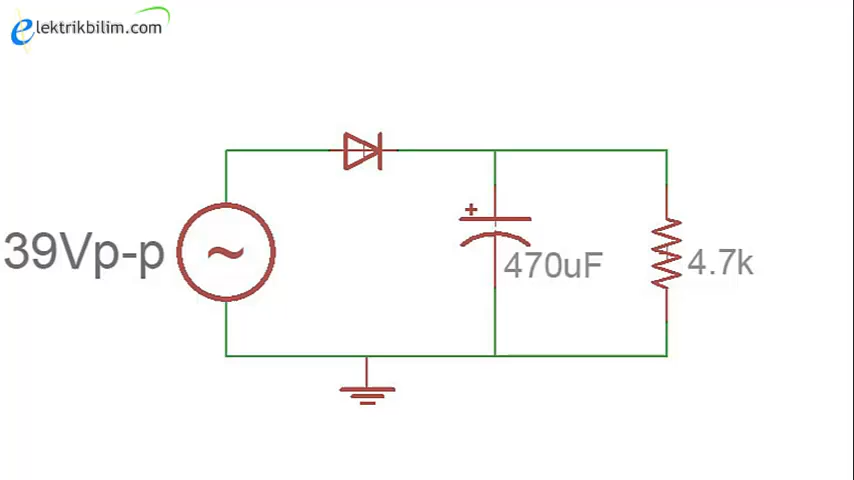 elektrikbilim.com
39Vp-p
~
+
470uF
4.7k